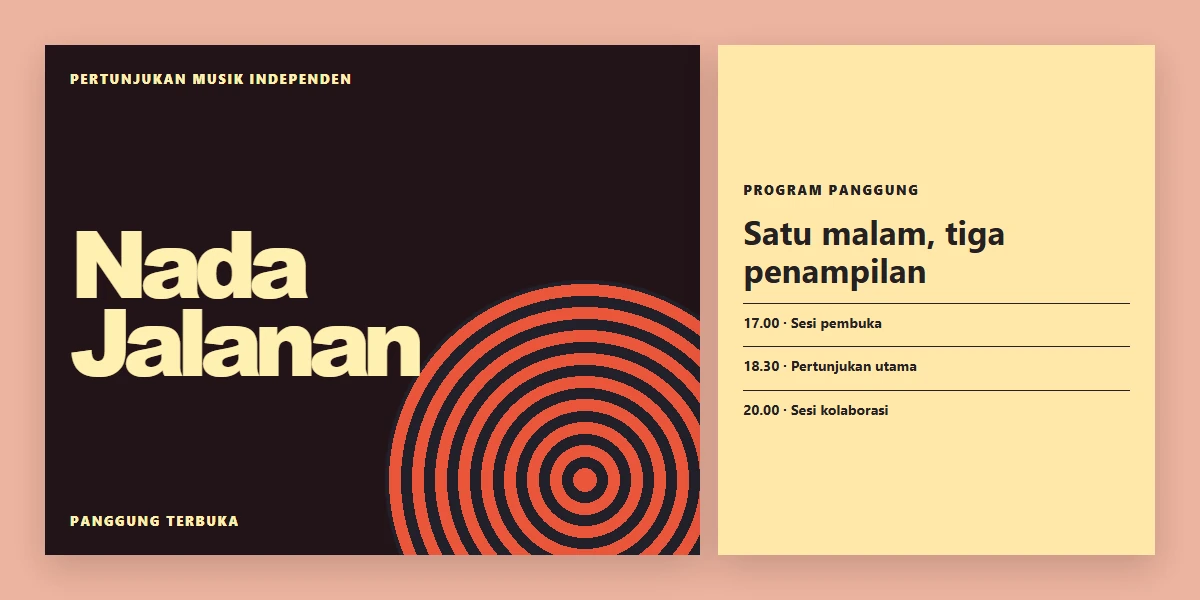 PERTUNJUKAN MUSIK INDEPENDEN
Nada
Jalanan
PANGGUNG TERBUKA
PROGRAM PANGGUNG
Satu malam, tiga
penampilan
17.00 · Sesi pembuka
18.30 · Pertunjukan utama
20.00 · Sesi kolaborasi